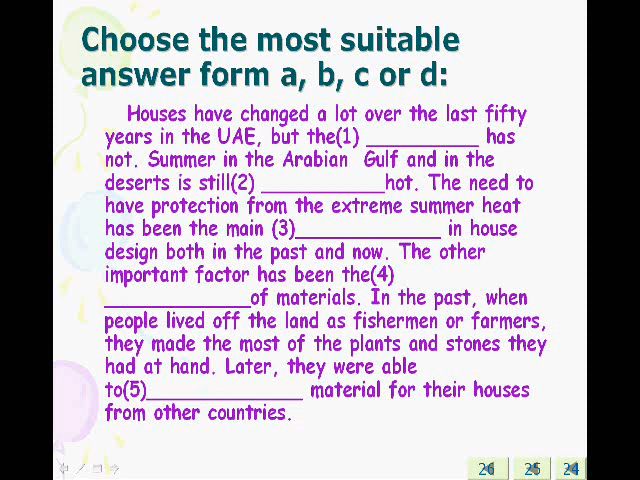 Choose the most suitable
answer form a, b, c or d:
Houses have changed a lot over the last fifty
years in the UAE, but the(1) __________ has
not. Summer in the Arabian Gulf and in the
deserts is still(2) ___________hot. The need to
have protection from the extreme summer heat
has been the main (3)_____________ in house
design both in the past and now. The other
important factor has been the(4)
_____________of materials. In the past, when
people lived off the land as fishermen or farmers,
they made the most of the plants and stones they
had at hand. Later, they were able
to(5)______________ material for their houses
from other countries.
26 25 24